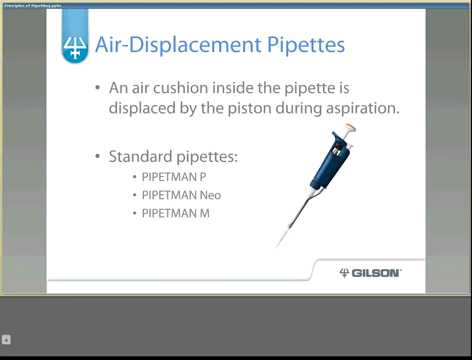 Principles of Pipetting.pptx
Air-Displacement Pipettes
• An air cushion inside the pipette is
displaced by the piston during aspiration.
• Standard pipettes:
• PIPETMAN P
• PIPETMAN Neo
• PIPETMAN M
GILSON